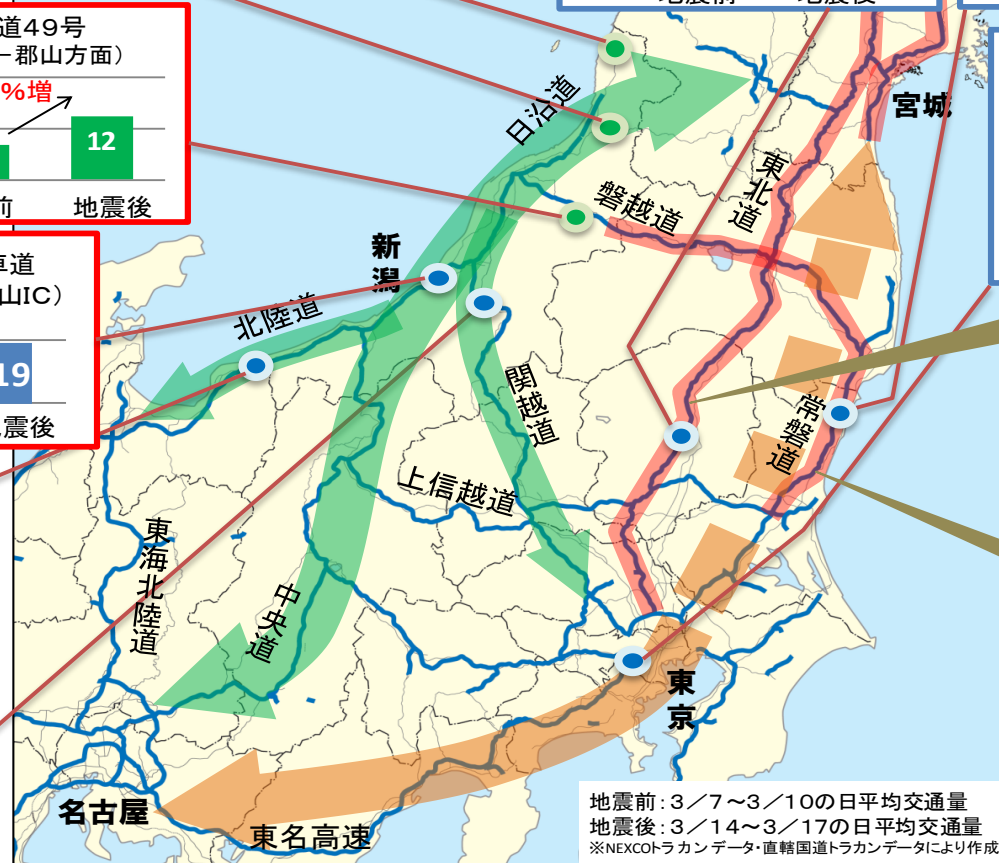 道49号
郡山方面）
%増
12
前
地震後
車道
山IC）
19
震後
地震前
地震後
宮城
日沿道
東北道
磐越道
新潟
北陸道
関越道
常磐道
上信越道
東海北陸道
中央道
東京
名古屋
東名高速
地震前：3／7～3／10の日平均交通量
地震後：3／14～3／17の日平均交通量
※NEXCOトラカンデータ・直轄国道トラカンデータにより作成